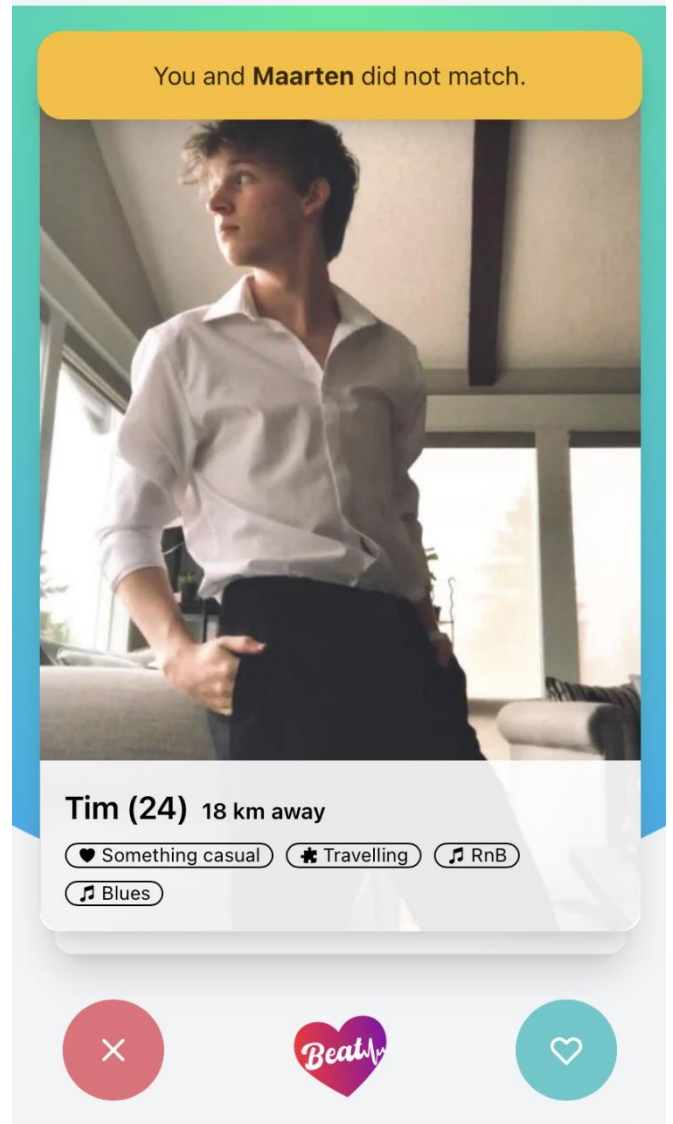 You and Maarten did not match.
Tim (24) 18 km away
Something casual Travelling RnB
Blues
Beat